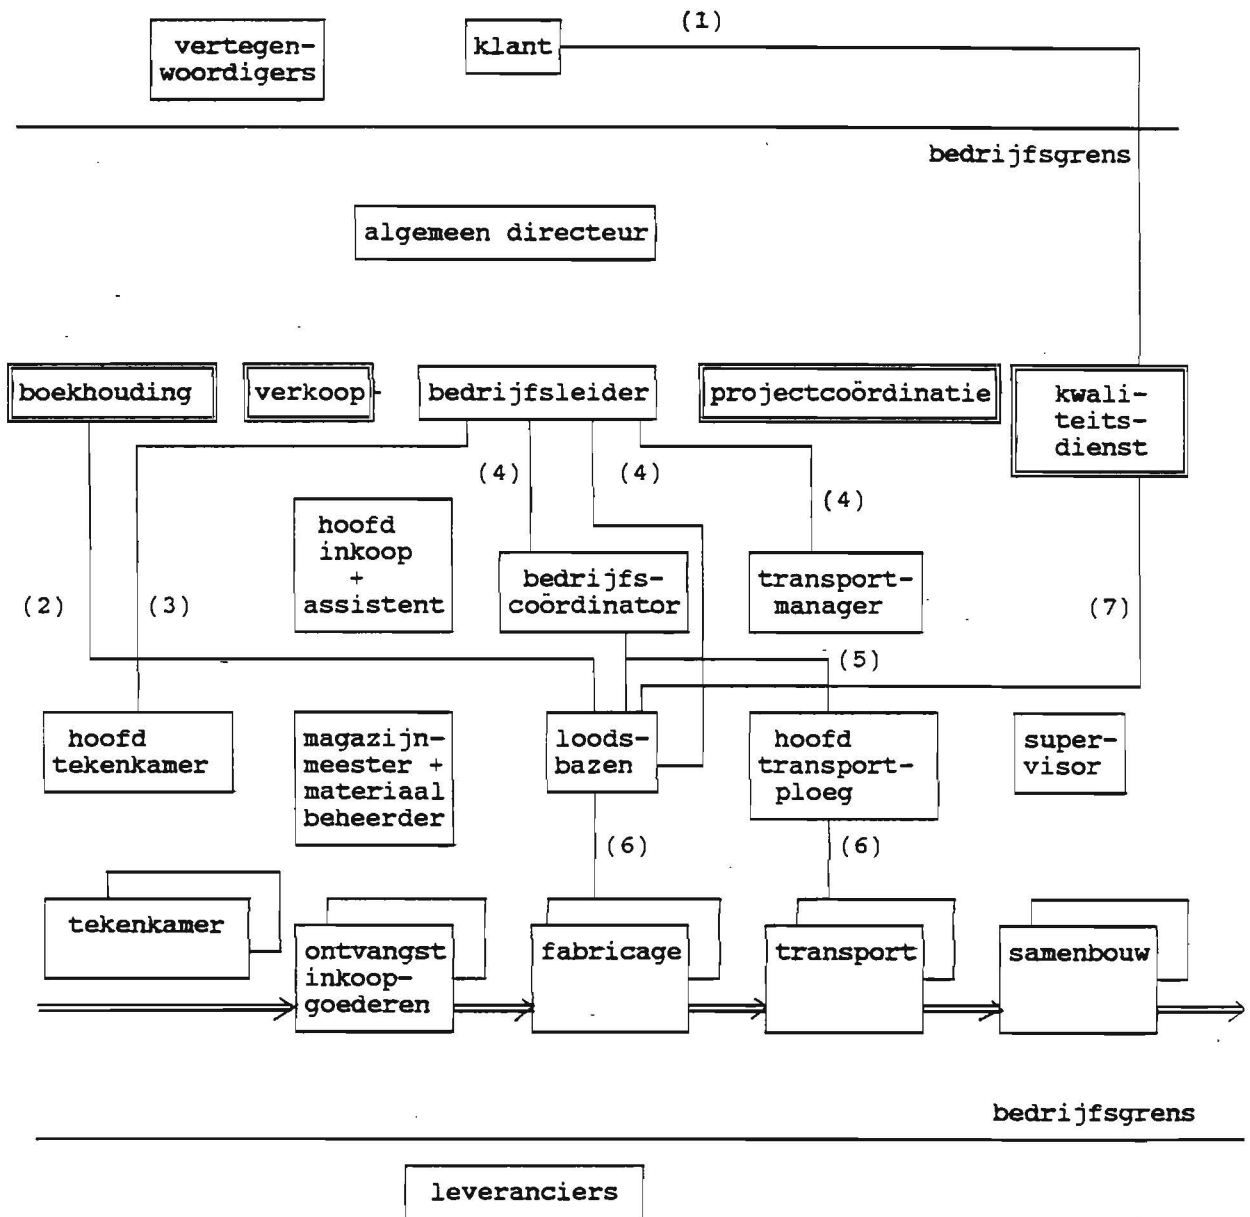 (1)
vertegen-
woordigers
klant
bedrijfsgrens
algemeen directeur
boekhouding
verkoop-
bedrijfsleider
projectcoördinatie
kwali-
teits-
dienst
(4)
(4)
(4)
hoofd
inkoop
+
assistent
bedrijfs-
coördinator
transport-
manager
(2)
(3)
(7)
(5)
hoofd
tekenkamer
magazijn-
meester +
materiaal
beheerder
loods-
bazen
hoofd
transport-
ploeg
super-
visor
(6)
(6)
tekenkamer
ontvangst
inkoop-
goederen
fabricage
transport
samenbouw
bedrijfsgrens
leveranciers